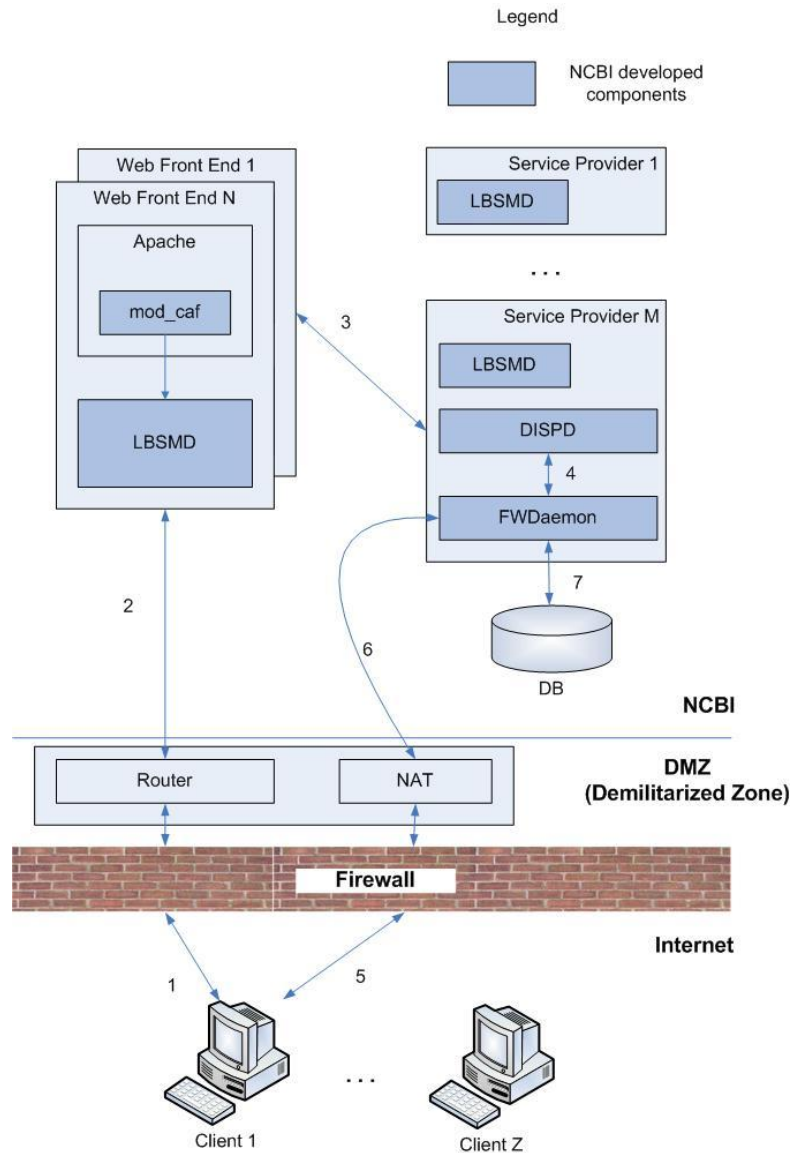 Legend
NCBI developed
components
Web Front End 1
Web Front End N
Apache
mod_caf
LBSMD
Service Provider 1
LBSMD
. . .
3
Service Provider M
LBSMD
DISPD
4
FWDaemon
7
2
6
DB
NCBI
Router
NAT
DMZ
(Demilitarized Zone)
Firewall
Internet
1
5
. . .
Client 1
Client Z